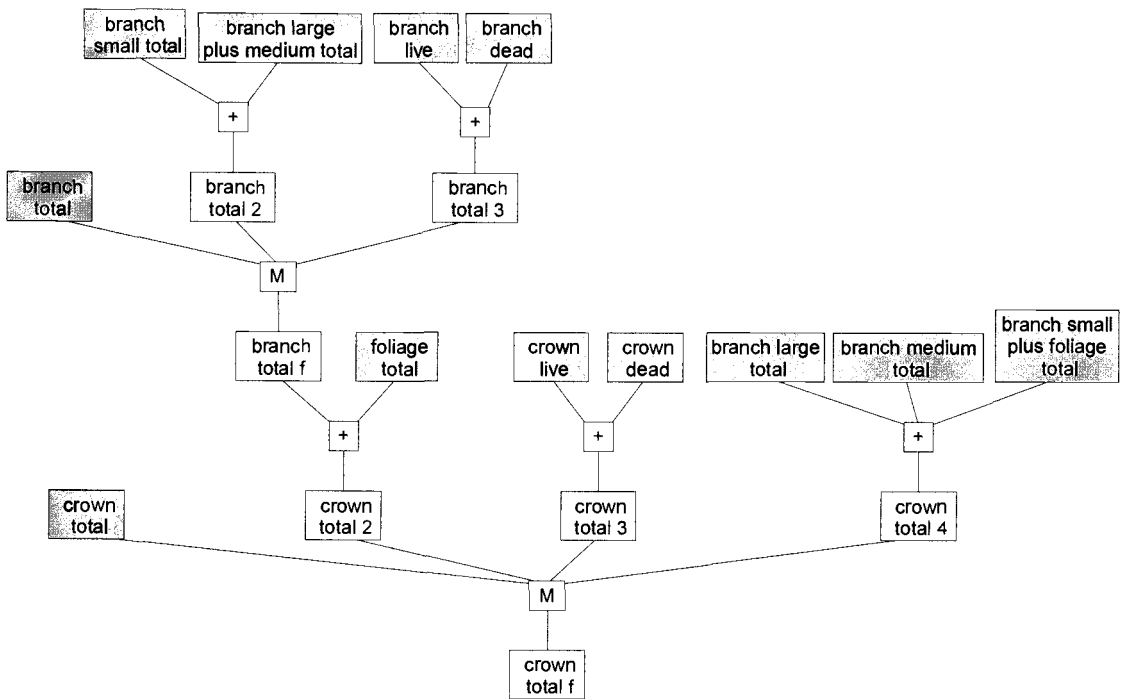 branch
small total
branch large
plus medium total
branch
live
branch
dead
+
+
branch
total
branch
total 2
branch
total 3
M
branch
total f
foliage
total
crown
live
crown
dead
branch large
total
branch medium
total
branch small
plus foliage
total
+
+
+
crown
total
crown
total 2
crown
total 3
crown
total 4
M
crown
total f